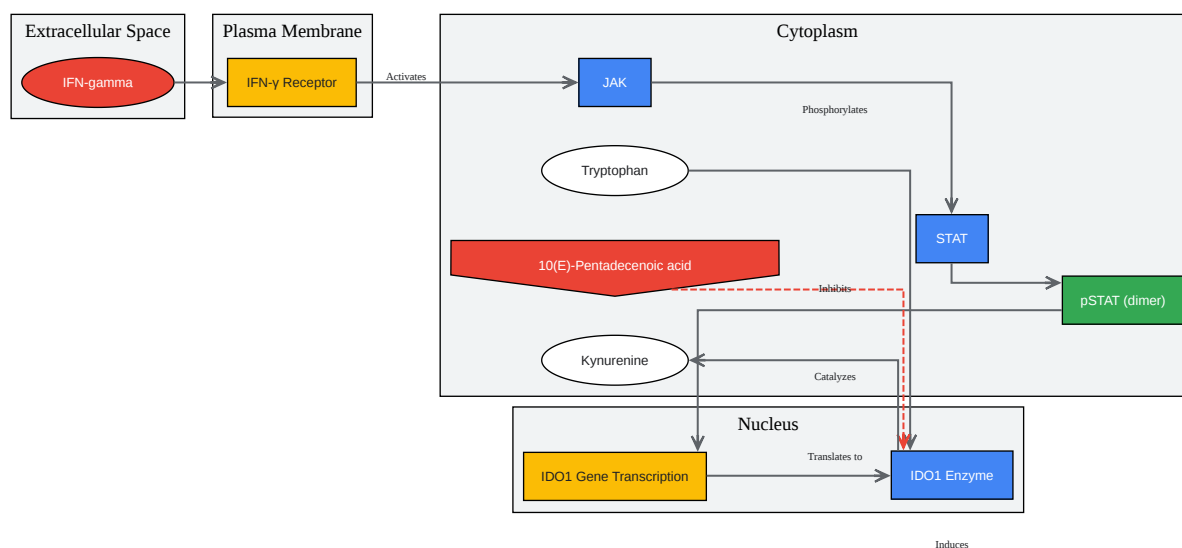 Extracellular Space
Plasma Membrane
Cytoplasm
IFN-gamma
IFN-γ Receptor
Activates
JAK
Phosphorylates
Tryptophan
STAT
10(E)-Pentadecenoic acid
Inhibits
pSTAT (dimer)
Kynurenine
Catalyzes
Nucleus
Translates to
IDO1 Gene Transcription
IDO1 Enzyme
Induces